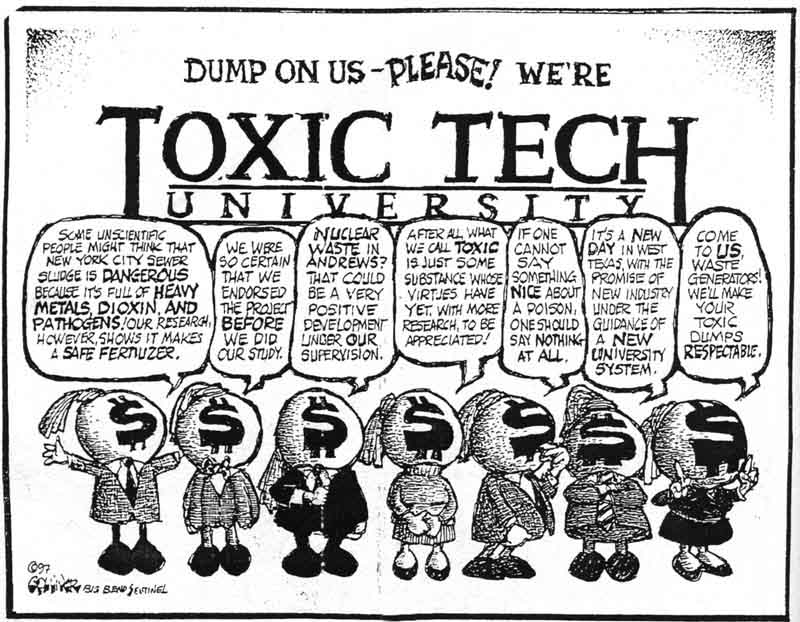 DUMP ON US - PLEASE! WE'RE
TOXIC TECH
UNIVERSITY
SOME UNSCIENTIFIC
PEOPLE MIGHT THINK THAT
NEW YORK CITY SEWER
SLUDGE IS DANGEROUS
BECAUSE IT'S FULL OF HEAVY
METALS, DIOXIN, AND
PATHOGENS! OUR RESEARCH,
HOWEVER, SHOWS IT MAKES
A SAFE FERTILIZER.
WE WERE
SO CERTAIN
THAT WE
ENDORSED
THE PROJECT
BEFORE
WE DID
OUR STUDY.
NUCLEAR
WASTE IN
ANDREWS?
THAT COULD
BE A VERY
POSITIVE
DEVELOPMENT
UNDER OUR
SUPERVISION.
AFTER ALL, WHAT
WE CALL TOXIC
IS JUST SOME
SUBSTANCE WHOSE
VIRTUES HAVE
YET, WITH MORE
RESEARCH, TO BE
APPRECIATED!
IF ONE
CANNOT
SAY
SOMETHING
NICE ABOUT
A POISON,
ONE SHOULD
SAY NOTHING
AT ALL.
IT'S A NEW
DAY IN WEST
TEXAS, WITH THE
PROMISE OF
NEW INDUSTRY
UNDER THE
GUIDANCE OF
A NEW
UNIVERSITY
SYSTEM.
COME
TO US,
WASTE
GENERATORS!
WE'LL MAKE
YOUR
TOXIC
DUMPS
RESPECTABLE.
©97
BIG BEND SENTINEL